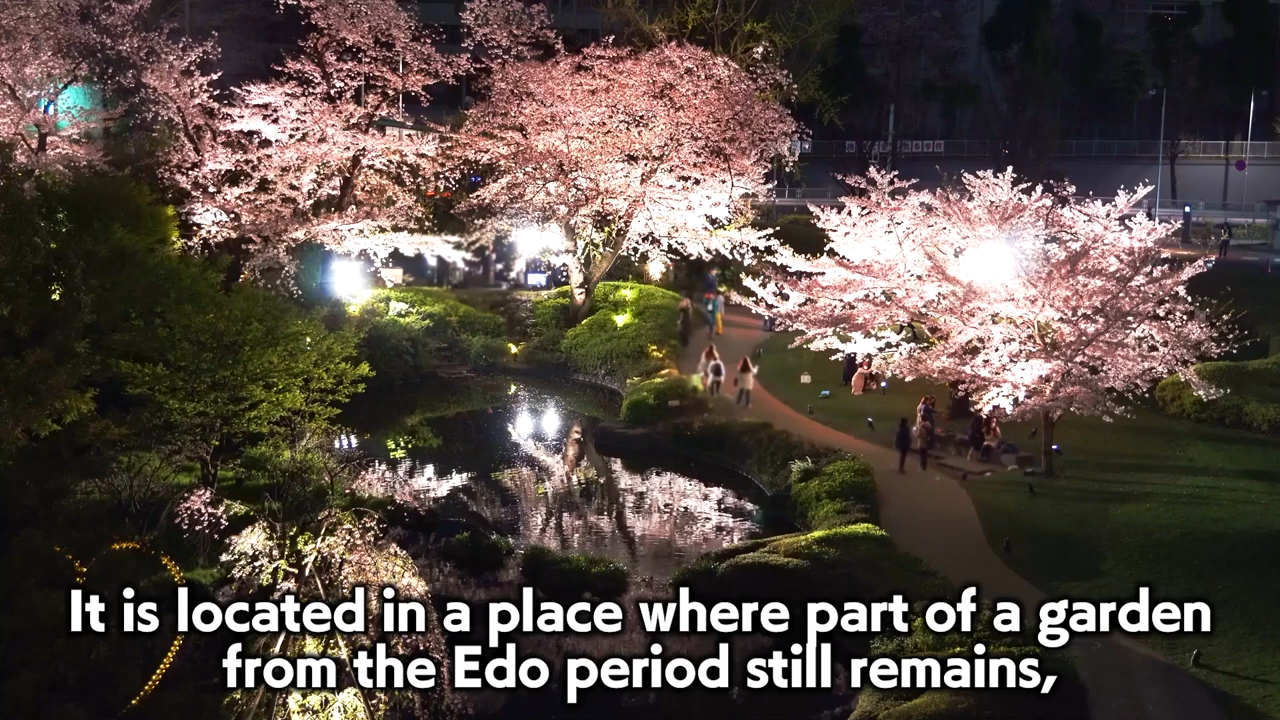 It is located in a place where part of a garden
from the Edo period still remains,